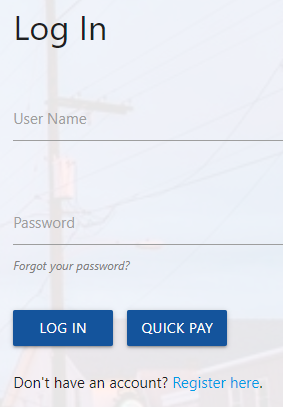 Log In
User Name
Password
Forgot your password?
LOG IN QUICK PAY
Don't have an account? Register here.